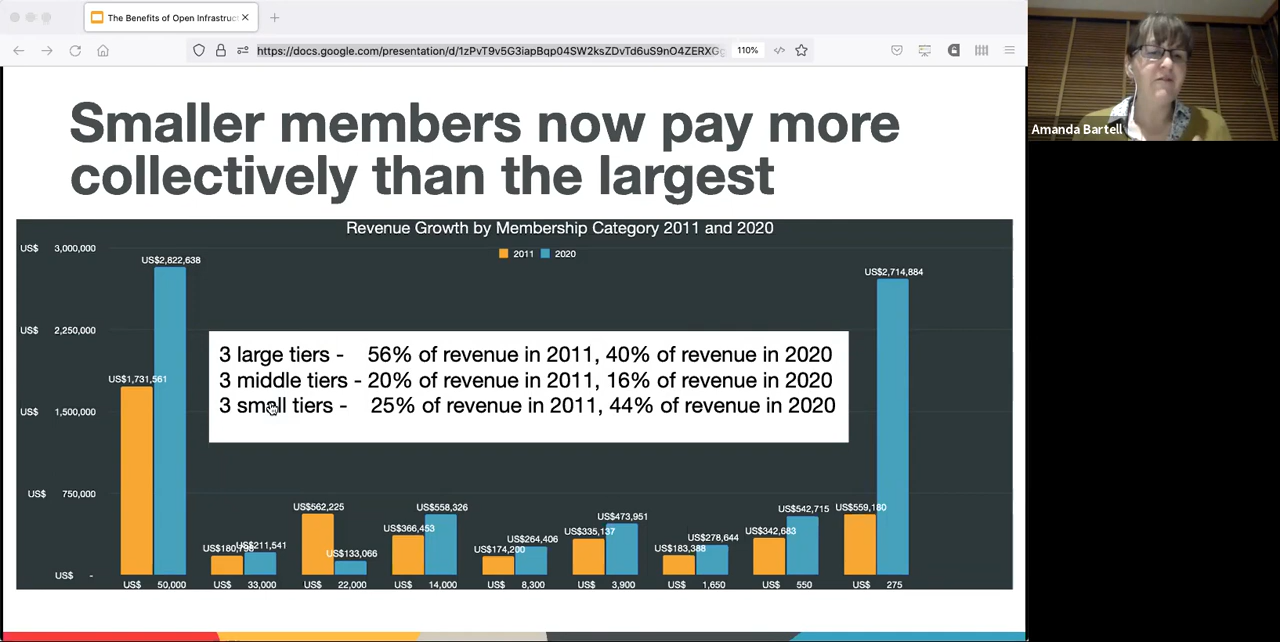 The Benefits of Open Infrastruct
https://docs.google.com/presentation/d/1zPvT9v5G3iapBqp04SW2ksZDvTd6uS9nO4ZERXG
110%
Amanda Bartell
Smaller members now pay more
collectively than the largest
Revenue Growth by Membership Category 2011 and 2020
2011 2020
US$ 3,000,000
US$ 2,250,000
US$ 1,500,000
US$ 750,000
US$ -
US$1,731,561
US$2,822,638
US$211,541
US$562,225
US$133,066
US$366,453
US$558,326
US$174,200
US$264,406
US$335,137
US$473,951
US$183,388
US$278,644
US$342,683
US$542,715
US$559,180
US$2,714,884
3 large tiers - 56% of revenue in 2011, 40% of revenue in 2020
3 middle tiers - 20% of revenue in 2011, 16% of revenue in 2020
3 small tiers - 25% of revenue in 2011, 44% of revenue in 2020
US$ 50,000 US$ 33,000 US$ 22,000 US$ 14,000 US$ 8,300 US$ 3,900 US$ 1,650 US$ 550 US$ 275